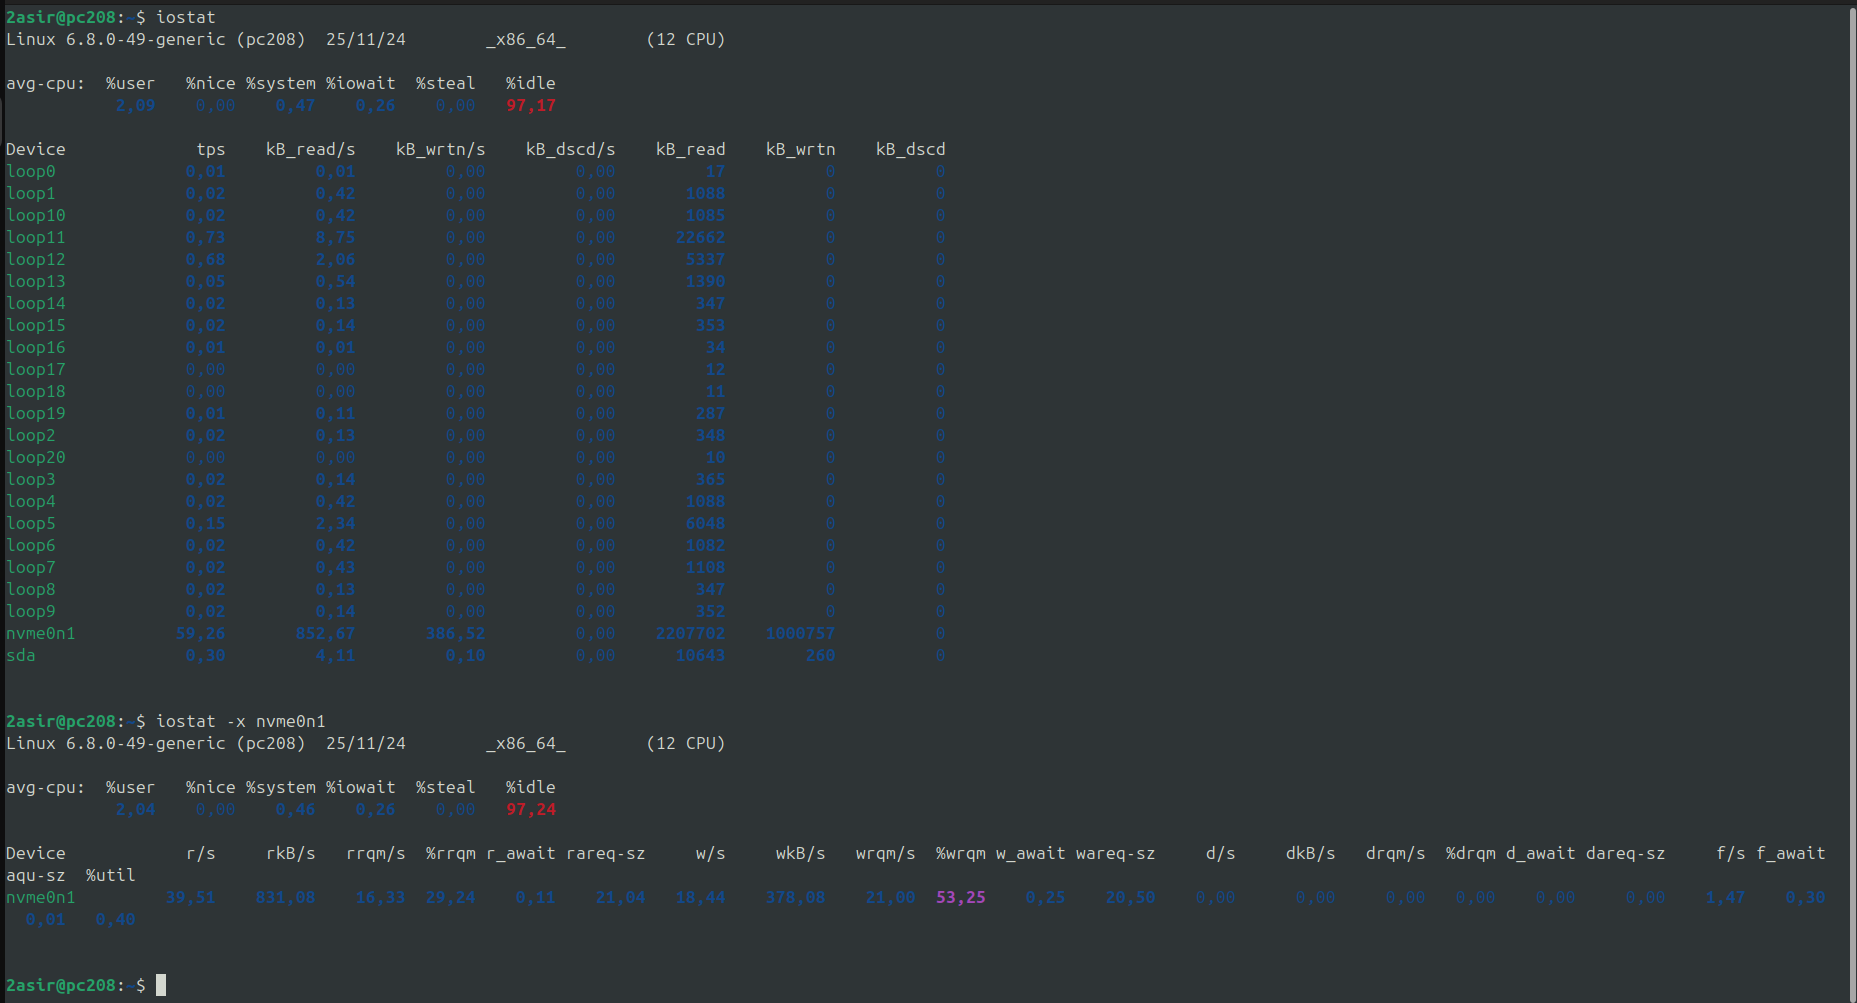 2asir@pc208:~$ iostat
Linux 6.8.0-49-generic (pc208) 25/11/24 _x86_64_ (12 CPU)
avg-cpu: %user %nice %system %iowait %steal %idle
2,09 0,00 0,47 0,26 0,00 97,17
Device tps kB_read/s kB_wrtn/s kB_dscd/s kB_read kB_wrtn kB_dscd
loop0 0,01 0,01 0,00 0,00 17 0 0
loop1 0,02 0,42 0,00 0,00 1088 0 0
loop10 0,02 0,42 0,00 0,00 1085 0 0
loop11 0,73 8,75 0,00 0,00 22662 0 0
loop12 0,68 2,06 0,00 0,00 5337 0 0
loop13 0,05 0,54 0,00 0,00 1390 0 0
loop14 0,02 0,13 0,00 0,00 347 0 0
loop15 0,02 0,14 0,00 0,00 353 0 0
loop16 0,01 0,01 0,00 0,00 34 0 0
loop17 0,00 0,00 0,00 0,00 12 0 0
loop18 0,00 0,00 0,00 0,00 11 0 0
loop19 0,01 0,11 0,00 0,00 287 0 0
loop2 0,02 0,13 0,00 0,00 348 0 0
loop20 0,00 0,00 0,00 0,00 10 0 0
loop3 0,02 0,14 0,00 0,00 365 0 0
loop4 0,02 0,42 0,00 0,00 1088 0 0
loop5 0,15 2,34 0,00 0,00 6048 0 0
loop6 0,02 0,42 0,00 0,00 1082 0 0
loop7 0,02 0,43 0,00 0,00 1108 0 0
loop8 0,02 0,13 0,00 0,00 347 0 0
loop9 0,02 0,14 0,00 0,00 352 0 0
nvme0n1 59,26 852,67 386,52 0,00 2207702 1000757 0
sda 0,30 4,11 0,10 0,00 10643 260 0
2asir@pc208:~$ iostat -x nvme0n1
Linux 6.8.0-49-generic (pc208) 25/11/24 _x86_64_ (12 CPU)
avg-cpu: %user %nice %system %iowait %steal %idle
2,04 0,00 0,46 0,26 0,00 97,24
Device r/s rkB/s rrqm/s %rrqm r_await rareq-sz w/s wkB/s wrqm/s %wrqm w_await wareq-sz d/s dkB/s drqm/s %drqm d_await dareq-sz f/s f_await
aqu-sz %util
nvme0n1 39,51 831,08 16,33 29,24 0,11 21,04 18,44 378,08 21,00 53,25 0,25 20,50 0,00 0,00 0,00 0,00 0,00 0,00 1,47 0,30
0,01 0,40
2asir@pc208:~$